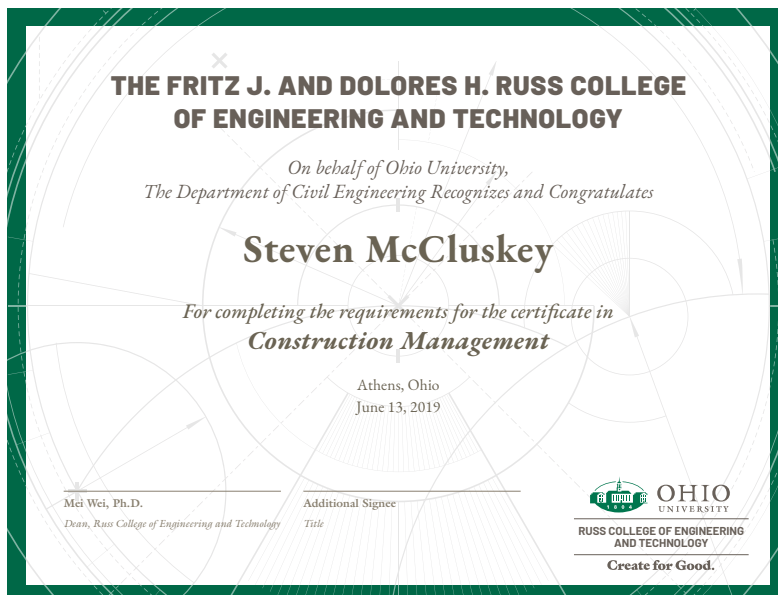 THE FRITZ J. AND DOLORES H. RUSS COLLEGE
OF ENGINEERING AND TECHNOLOGY
On behalf of Ohio University,
The Department of Civil Engineering Recognizes and Congratulates
Steven McCluskey
For completing the requirements for the certificate in
Construction Management
Athens, Ohio
June 13, 2019
Mei Wei, Ph.D.
Dean, Russ College of Engineering and Technology
Additional Signee
Title
1804
OHIO
UNIVERSITY
RUSS COLLEGE OF ENGINEERING
AND TECHNOLOGY
Create for Good.